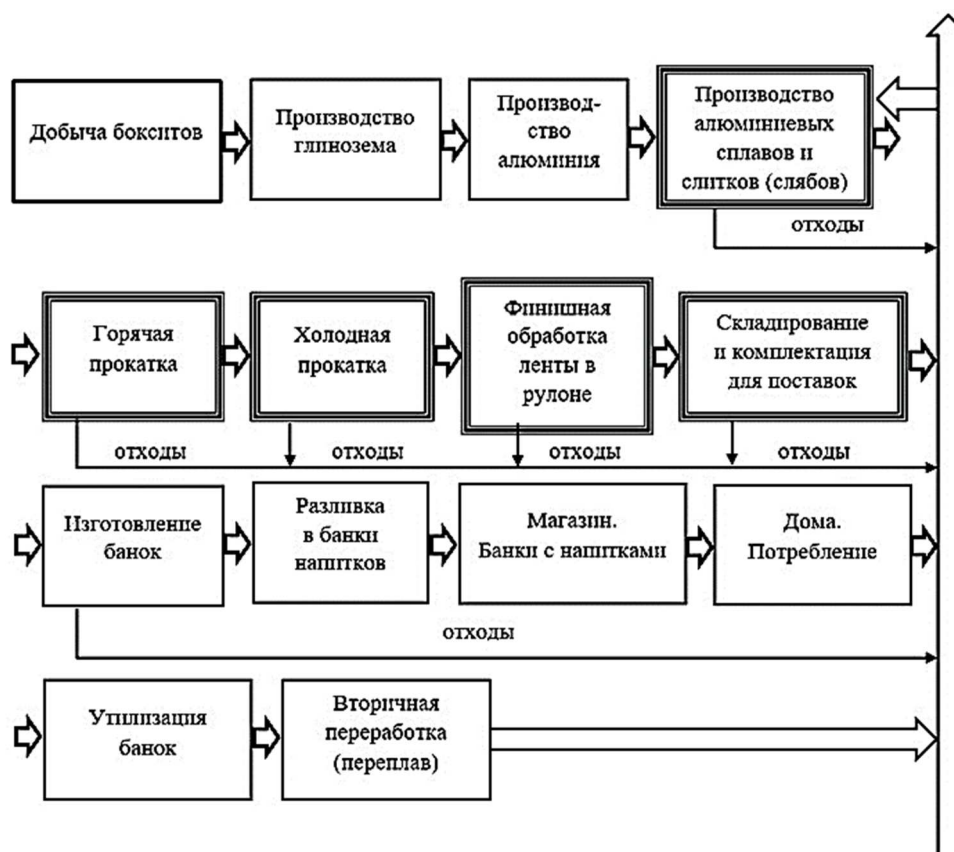 Добыча бокситов
Производство
глинозема
Производ-
ство
алюминия
Производство
алюминиевых
сплавов и
слитков (слябов)
отходы
Горячая
прокатка
Холодная
прокатка
Финишная
обработка
ленты в
рулоне
Складирование
и комплектация
для поставок
отходы
отходы
отходы
отходы
Изготовление
банок
Разливка
в банки
напитков
Магазин.
Банки с напитками
Дома.
Потребление
отходы
Утилизация
банок
Вторичная
переработка
(переплав)